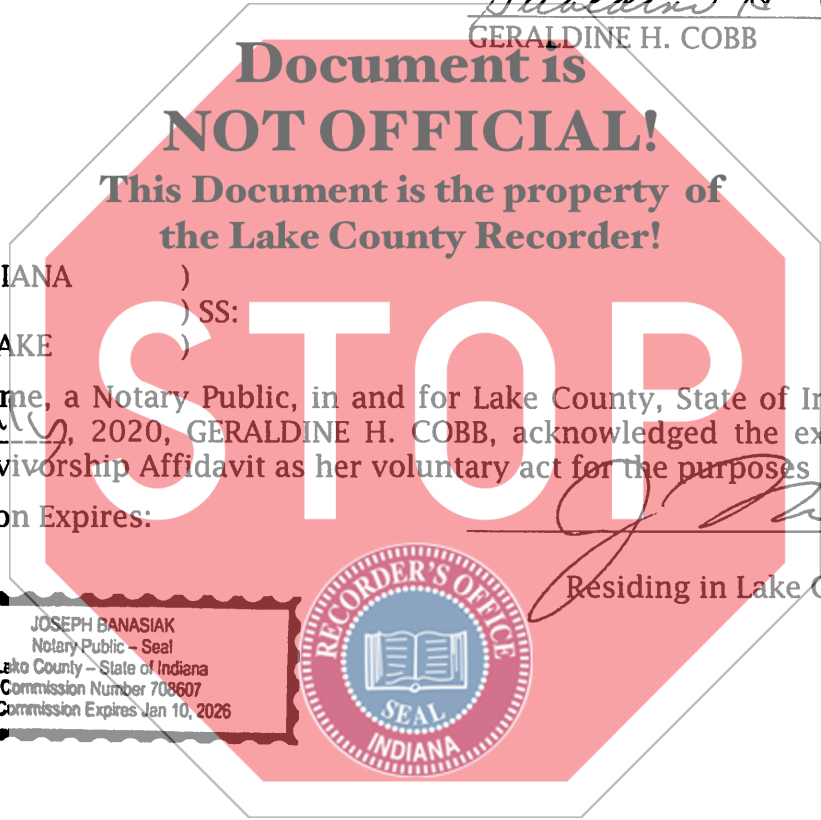 GERALDINE H. COBB
Document is
NOT OFFICIAL!
This Document is the property of
the Lake County Recorder!
IANA )
) SS:
AKE )
me, a Notary Public, in and for Lake County, State of In
, 2020, GERALDINE H. COBB, acknowledged the ex
vivorship Affidavit as her voluntary act for the purposes
STOP
on Expires:
Residing in Lake C
JOSEPH BANASIAK
Notary Public – Seal
ake County – State of Indiana
Commission Number 708607
Commission Expires Jan 10, 2026
RECORDER'S OFFICE
SEAL
INDIANA